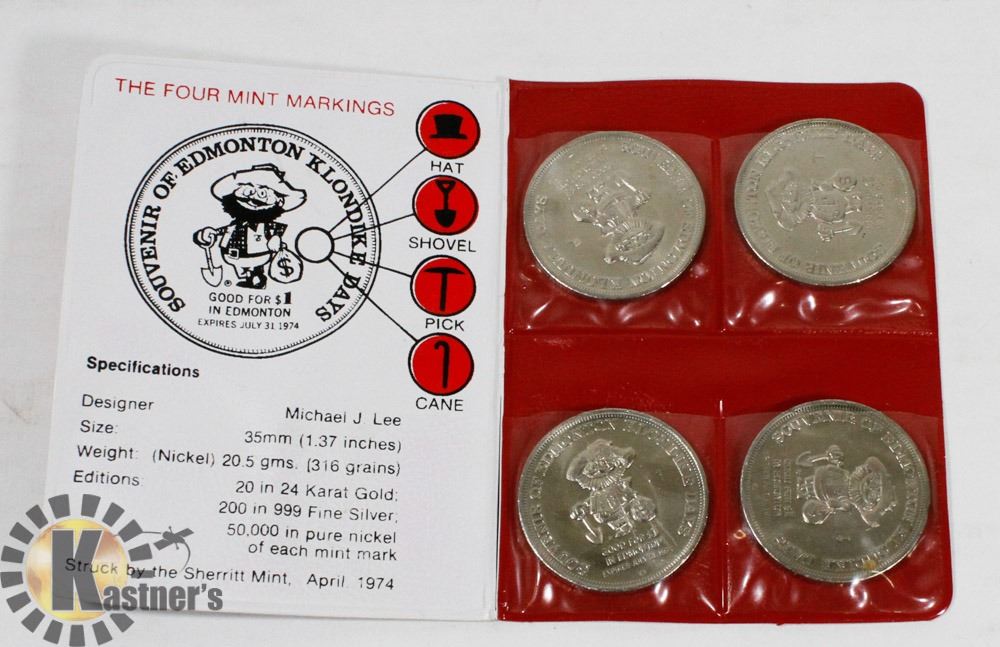 THE FOUR MINT MARKINGS
SOUVENIR OF EDMONTON KLONDIKE DAYS
$
®
GOOD FOR $1
IN EDMONTON
EXPIRES JULY 31 1974
HAT
SHOVEL
PICK
CANE
Specifications
Designer Michael J Lee
Size: 35mm (1.37 inches)
Weight: (Nickel) 20.5 gms. (316 grains)
Editions: 20 in 24 Karat Gold;
200 in 999 Fine Silver;
50,000 in pure nickel
of each mint mark
Struck by the Sherritt Mint, April 1974
Kastner's